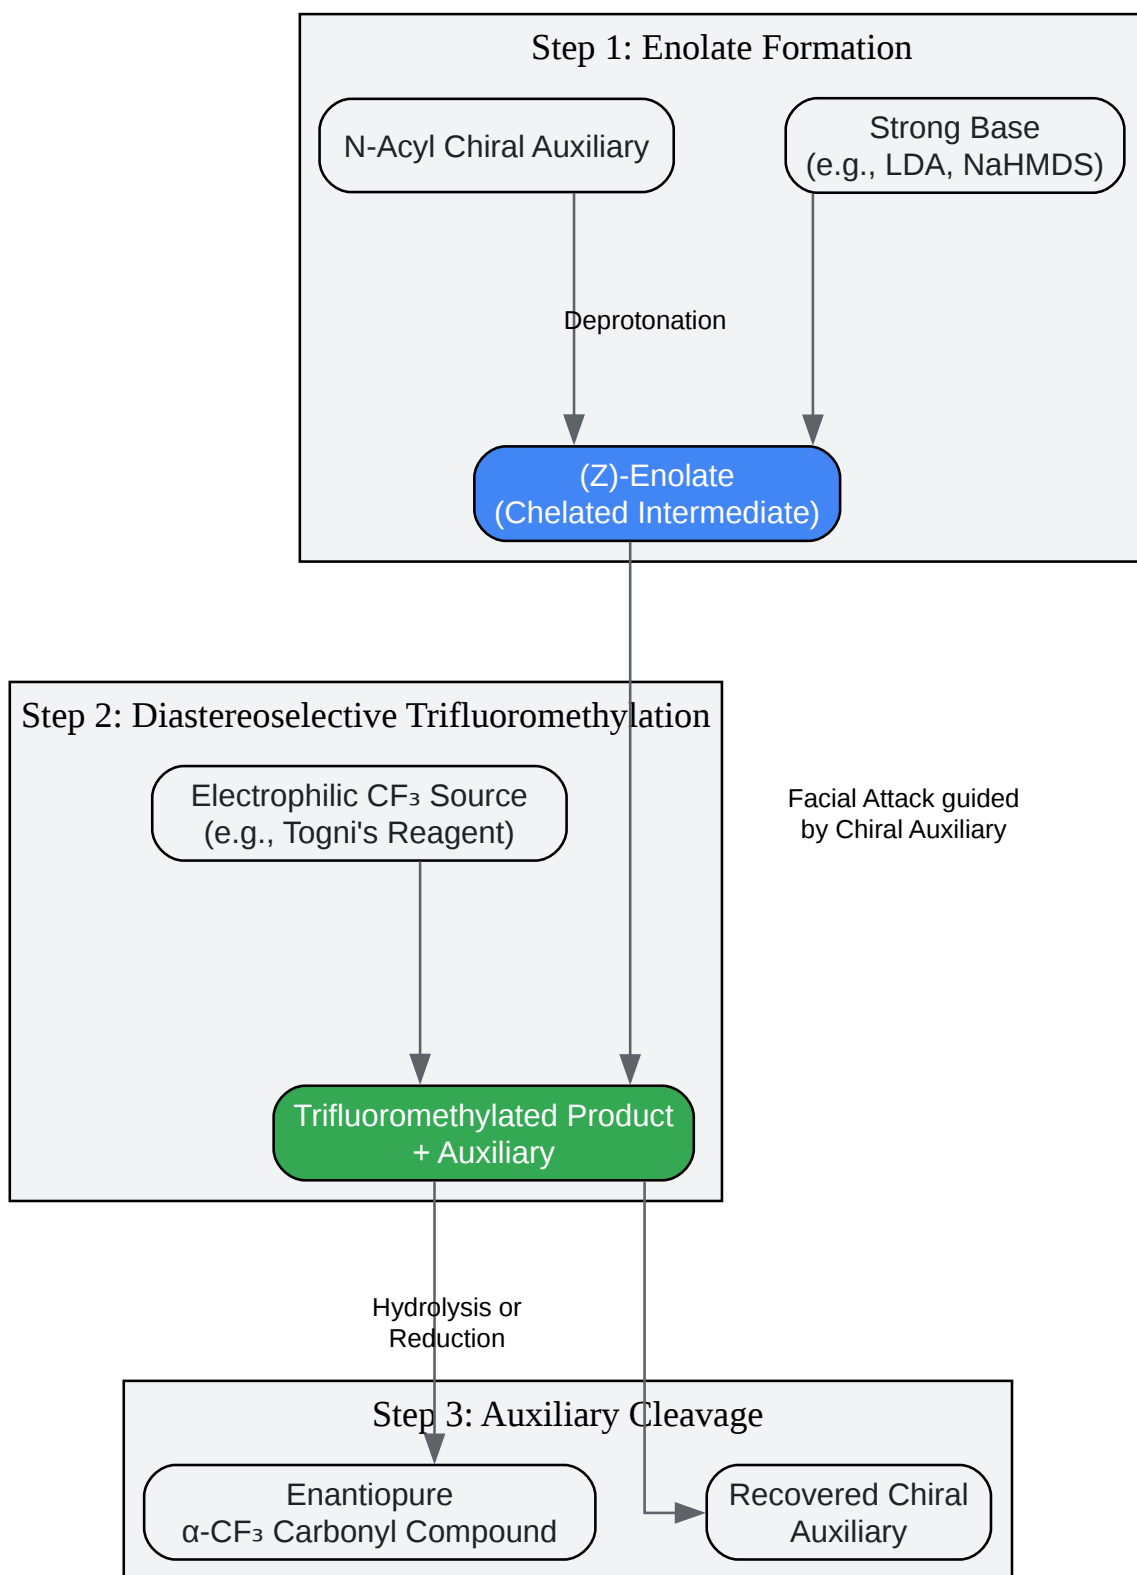 Step 1: Enolate Formation
N-Acyl Chiral Auxiliary
Strong Base
(e.g., LDA, NaHMDS)
Deprotonation
(Z)-Enolate
(Chelated Intermediate)
Step 2: Diastereoselective Trifluoromethylation
Electrophilic CF₃ Source
(e.g., Togni's Reagent)
Facial Attack guided
by Chiral Auxiliary
Trifluoromethylated Product
+ Auxiliary
Hydrolysis or
Reduction
Step 3: Auxiliary Cleavage
Enantiopure
α-CF₃ Carbonyl Compound
Recovered Chiral
Auxiliary